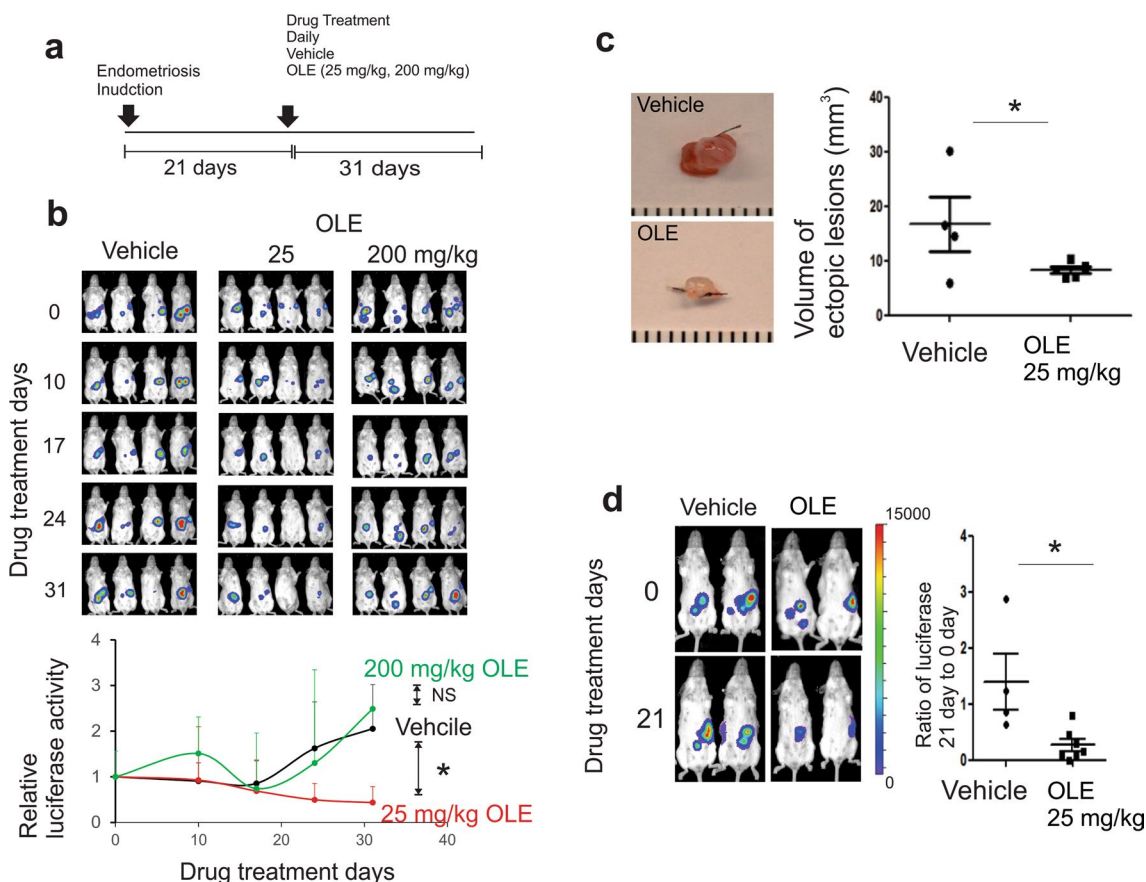 a
Drug Treatment
Daily
Vehicle
OLE (25 mg/kg, 200 mg/kg)
Endometriosis
Inudction
21 days
31 days
b
OLE
Vehicle
25
200 mg/kg
Drug treatment days
0
10
17
24
31
Relative
luciferase activity
4
3
2
1
0
0
10
20
30
40
Drug treatment days
200 mg/kg OLE
NS
Vehcile
*
25 mg/kg OLE
c
Vehicle
OLE
Volume of
ectopic lesions (mm³)
40
30
20
10
0
*
Vehicle
OLE
25 mg/kg
d
Vehicle
OLE
Drug treatment days
0
21
15000
0
Ratio of luciferase
21 day to 0 day
4
3
2
1
0
*
Vehicle
OLE
25 mg/kg